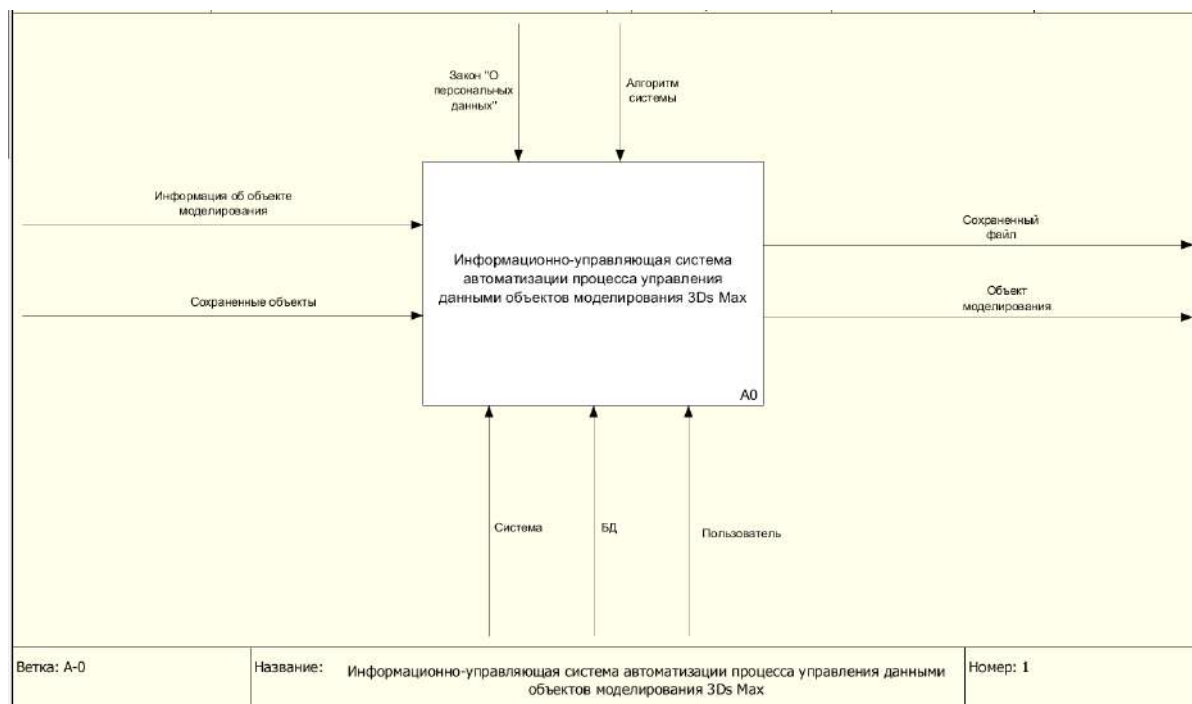 Закон "О
персональных
данных"
Алгоритм
системы
Информация об объекте
моделирования
Сохраненный
файл
Информационно-управляющая система
автоматизации процесса управления
данными объектов моделирования 3Ds Max
Сохраненные объекты
Объект
моделирования
A0
Система
БД
Пользователь
Ветка: A-0
Название:
Информационно-управляющая система автоматизации процесса управления данными
объектов моделирования 3Ds Max
Номер: 1